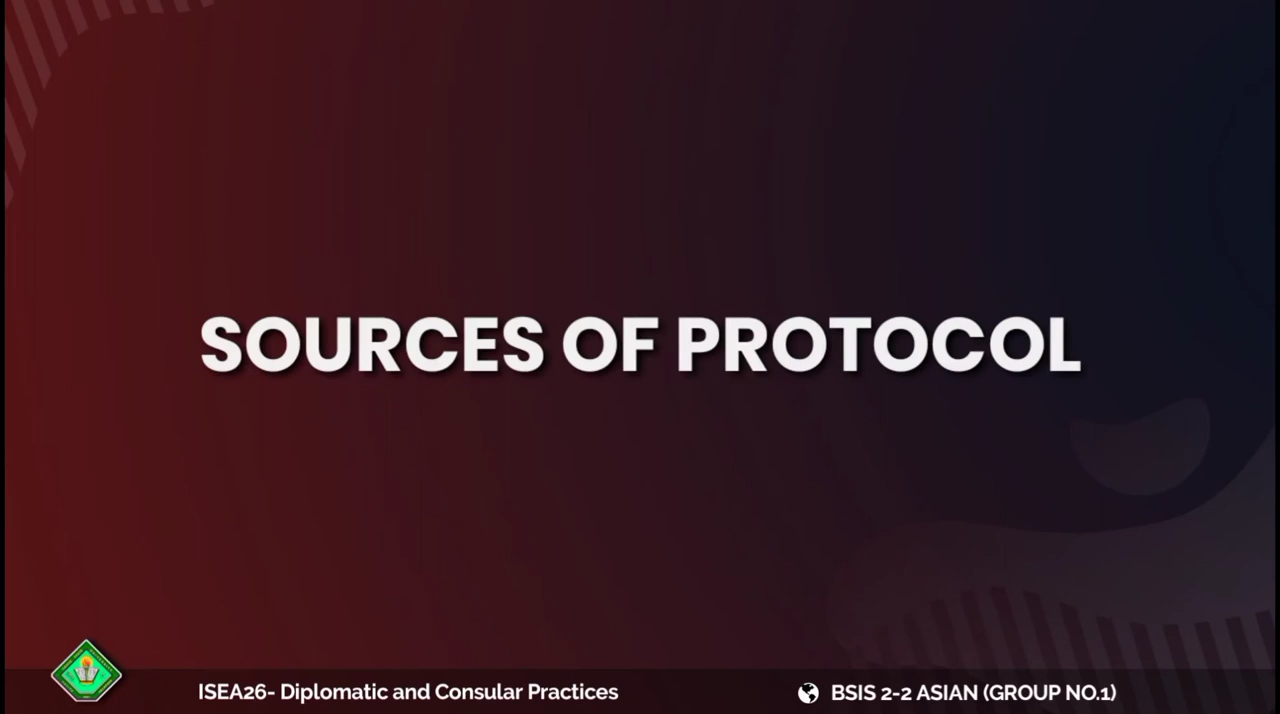 SOURCES OF PROTOCOL
ISEA26- Diplomatic and Consular Practices
BSIS 2-2 ASIAN (GROUP NO.1)